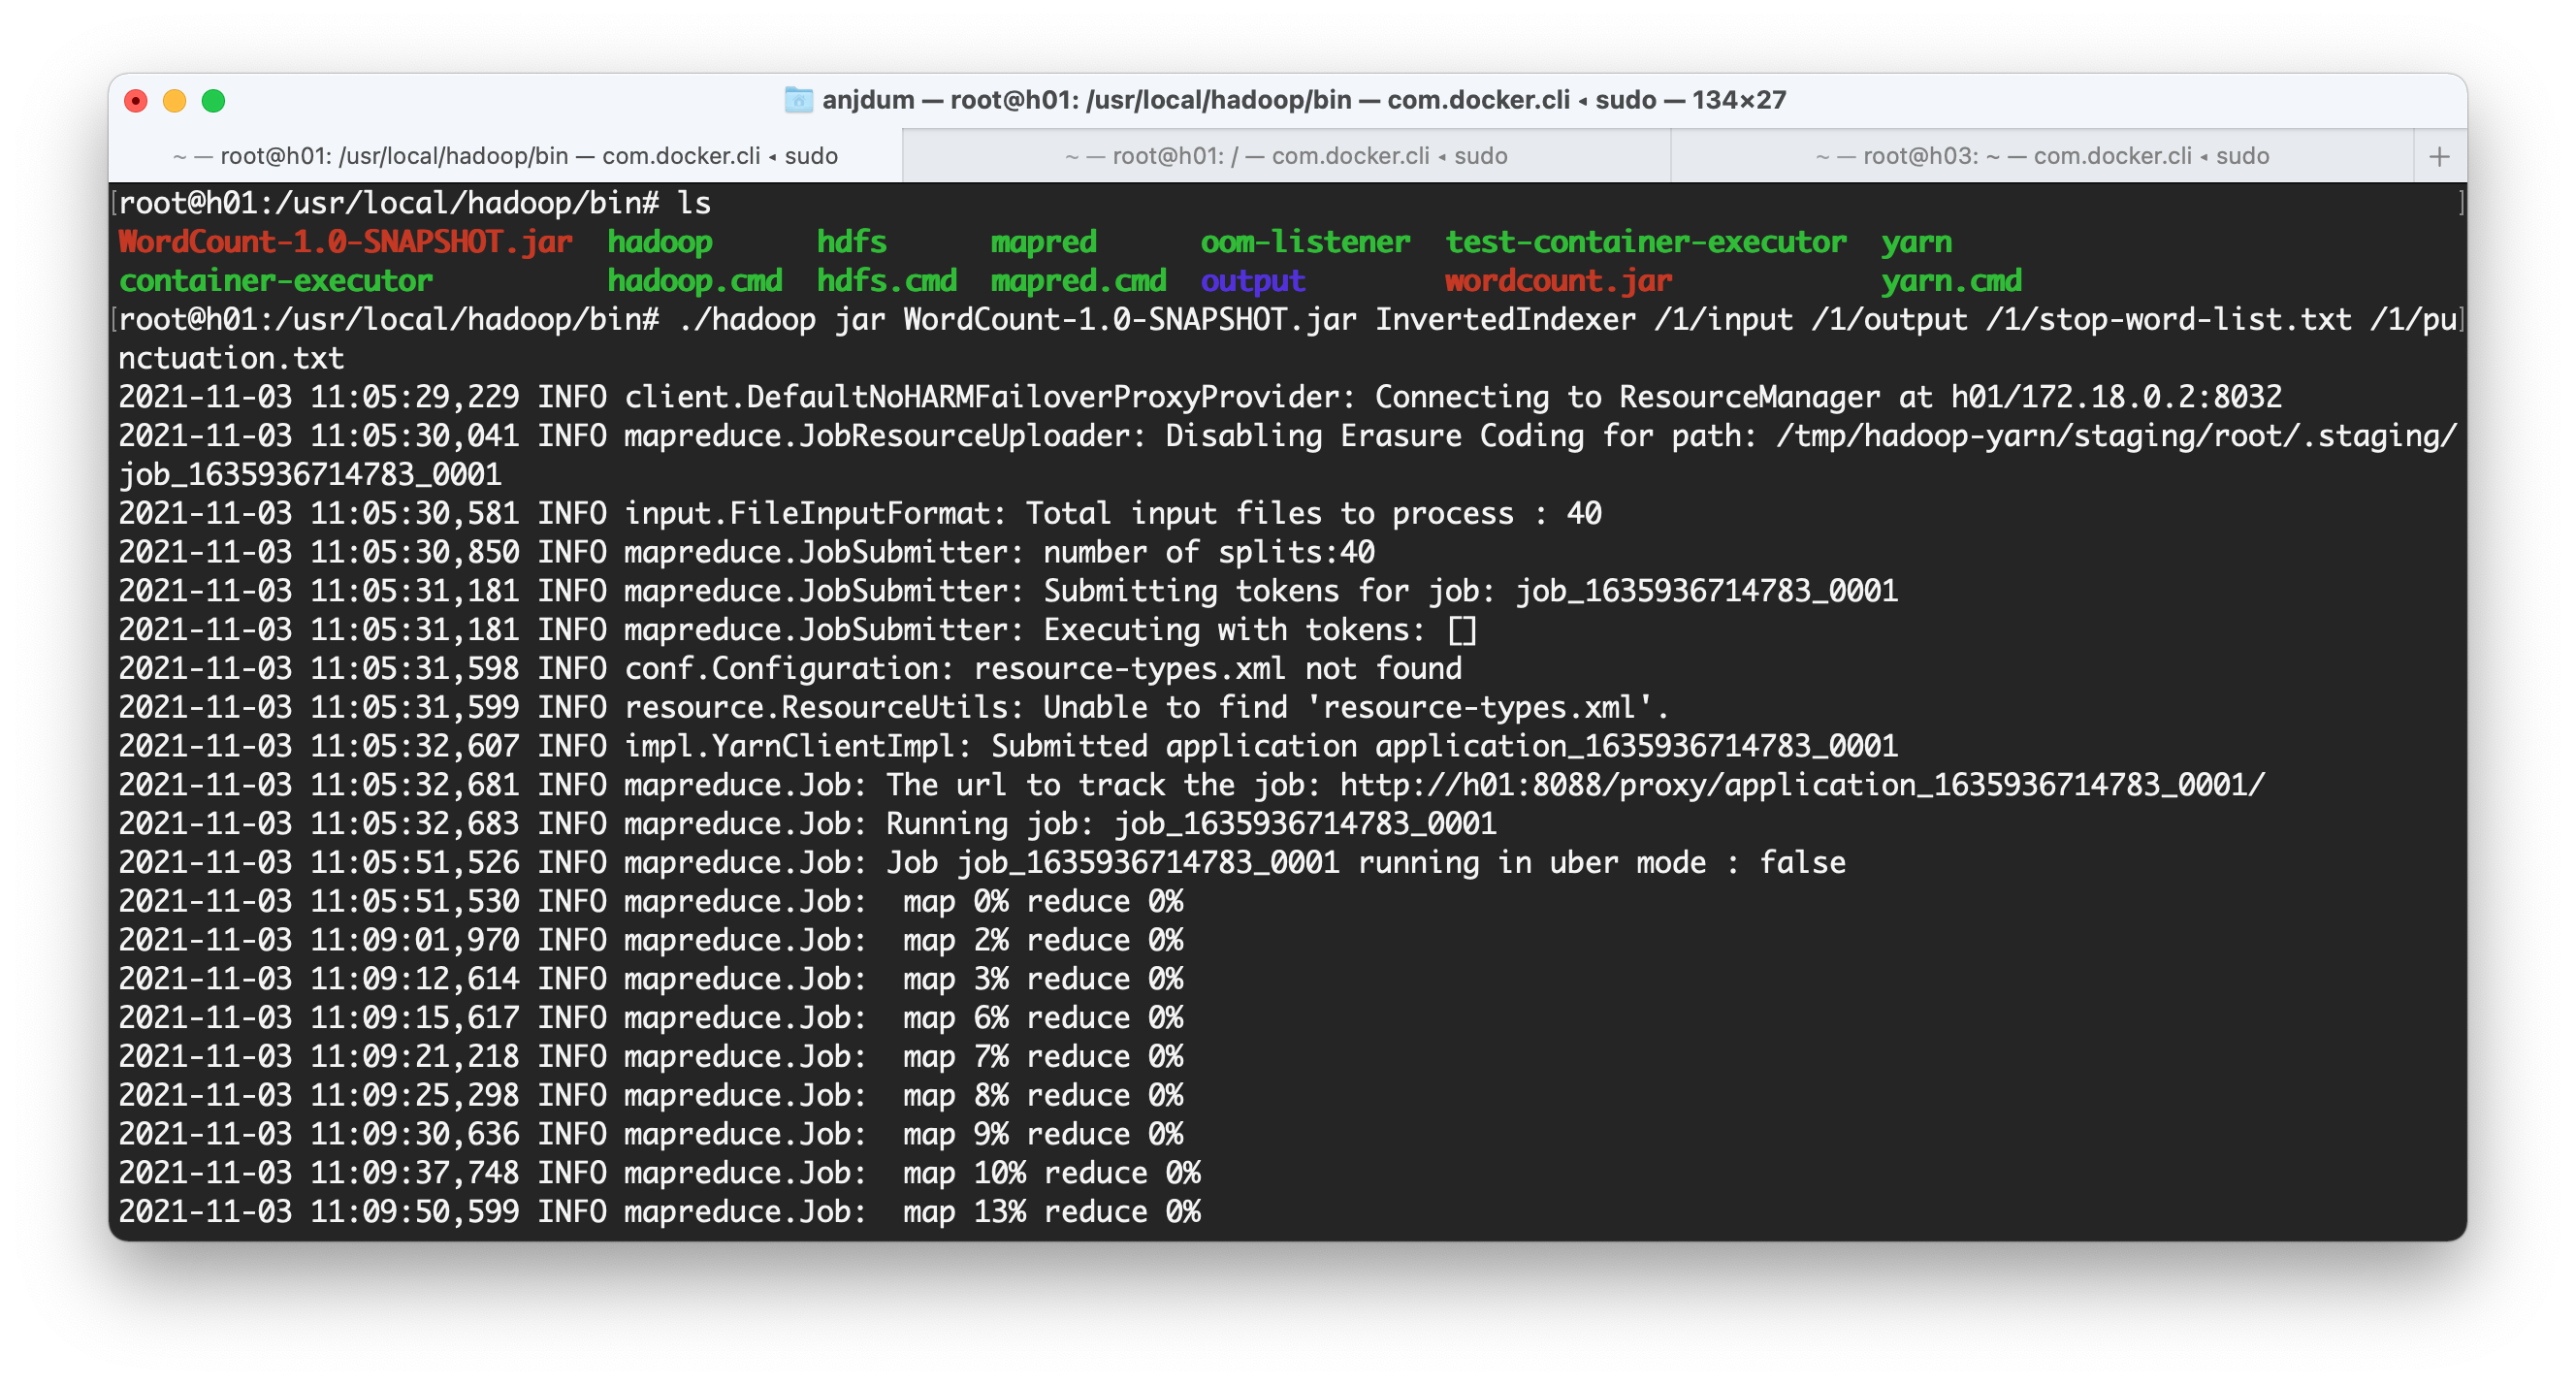 anjdum — root@h01: /usr/local/hadoop/bin — com.docker.cli ◂ sudo — 134×27
~ — root@h01: /usr/local/hadoop/bin — com.docker.cli ◂ sudo
~ — root@h01: / — com.docker.cli ◂ sudo
~ — root@h03: ~ — com.docker.cli ◂ sudo
+
[root@h01:/usr/local/hadoop/bin# ls ]
WordCount-1.0-SNAPSHOT.jar hadoop hdfs mapred oom-listener test-container-executor yarn
container-executor hadoop.cmd hdfs.cmd mapred.cmd output wordcount.jar yarn.cmd
[root@h01:/usr/local/hadoop/bin# ./hadoop jar WordCount-1.0-SNAPSHOT.jar InvertedIndexer /1/input /1/output /1/stop-word-list.txt /1/pu]
nctuation.txt
2021-11-03 11:05:29,229 INFO client.DefaultNoHARMFailoverProxyProvider: Connecting to ResourceManager at h01/172.18.0.2:8032
2021-11-03 11:05:30,041 INFO mapreduce.JobResourceUploader: Disabling Erasure Coding for path: /tmp/hadoop-yarn/staging/root/.staging/
job_1635936714783_0001
2021-11-03 11:05:30,581 INFO input.FileInputFormat: Total input files to process : 40
2021-11-03 11:05:30,850 INFO mapreduce.JobSubmitter: number of splits:40
2021-11-03 11:05:31,181 INFO mapreduce.JobSubmitter: Submitting tokens for job: job_1635936714783_0001
2021-11-03 11:05:31,181 INFO mapreduce.JobSubmitter: Executing with tokens: []
2021-11-03 11:05:31,598 INFO conf.Configuration: resource-types.xml not found
2021-11-03 11:05:31,599 INFO resource.ResourceUtils: Unable to find 'resource-types.xml'.
2021-11-03 11:05:32,607 INFO impl.YarnClientImpl: Submitted application application_1635936714783_0001
2021-11-03 11:05:32,681 INFO mapreduce.Job: The url to track the job: http://h01:8088/proxy/application_1635936714783_0001/
2021-11-03 11:05:32,683 INFO mapreduce.Job: Running job: job_1635936714783_0001
2021-11-03 11:05:51,526 INFO mapreduce.Job: Job job_1635936714783_0001 running in uber mode : false
2021-11-03 11:05:51,530 INFO mapreduce.Job:  map 0% reduce 0%
2021-11-03 11:09:01,970 INFO mapreduce.Job:  map 2% reduce 0%
2021-11-03 11:09:12,614 INFO mapreduce.Job:  map 3% reduce 0%
2021-11-03 11:09:15,617 INFO mapreduce.Job:  map 6% reduce 0%
2021-11-03 11:09:21,218 INFO mapreduce.Job:  map 7% reduce 0%
2021-11-03 11:09:25,298 INFO mapreduce.Job:  map 8% reduce 0%
2021-11-03 11:09:30,636 INFO mapreduce.Job:  map 9% reduce 0%
2021-11-03 11:09:37,748 INFO mapreduce.Job:  map 10% reduce 0%
2021-11-03 11:09:50,599 INFO mapreduce.Job:  map 13% reduce 0%